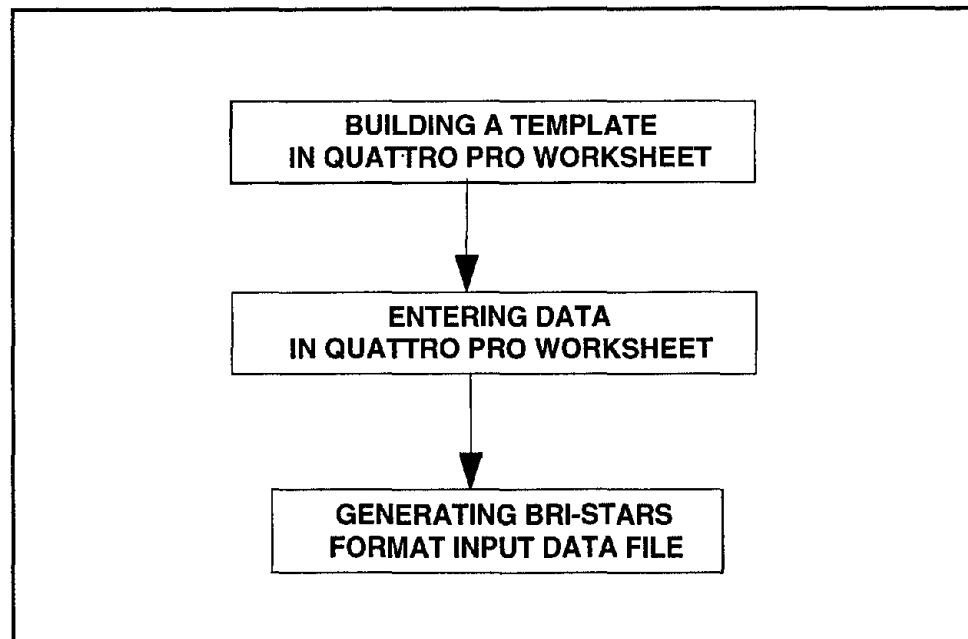 BUILDING A TEMPLATE
IN QUATTRO PRO WORKSHEET
ENTERING DATA
IN QUATTRO PRO WORKSHEET
GENERATING BRI-STARS
FORMAT INPUT DATA FILE